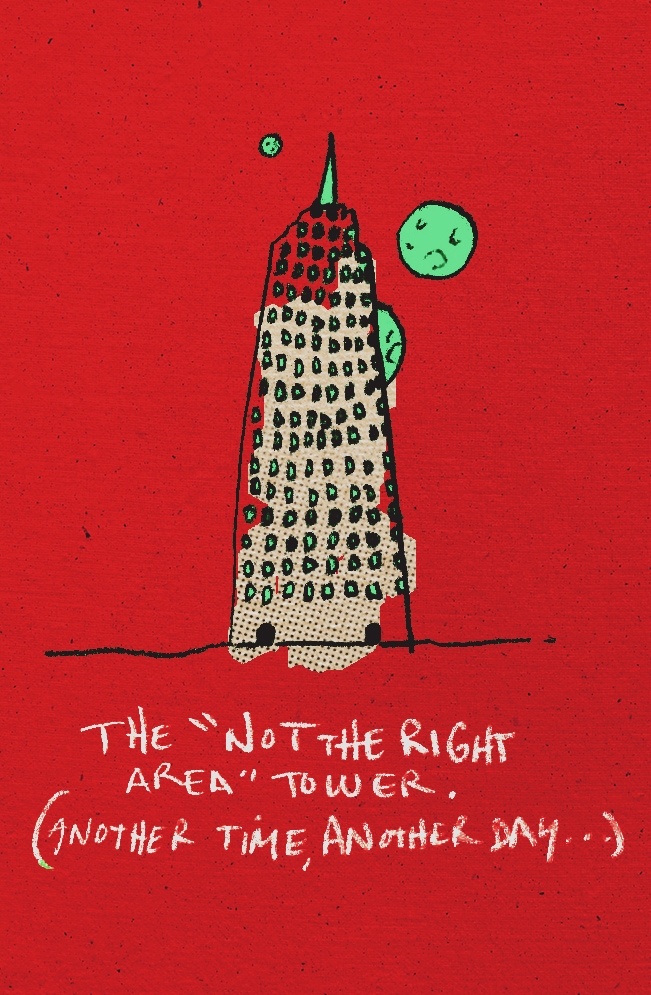 THE "NOT THE RIGHT
AREA" TOWER.
(ANOTHER TIME, ANOTHER DAY...)